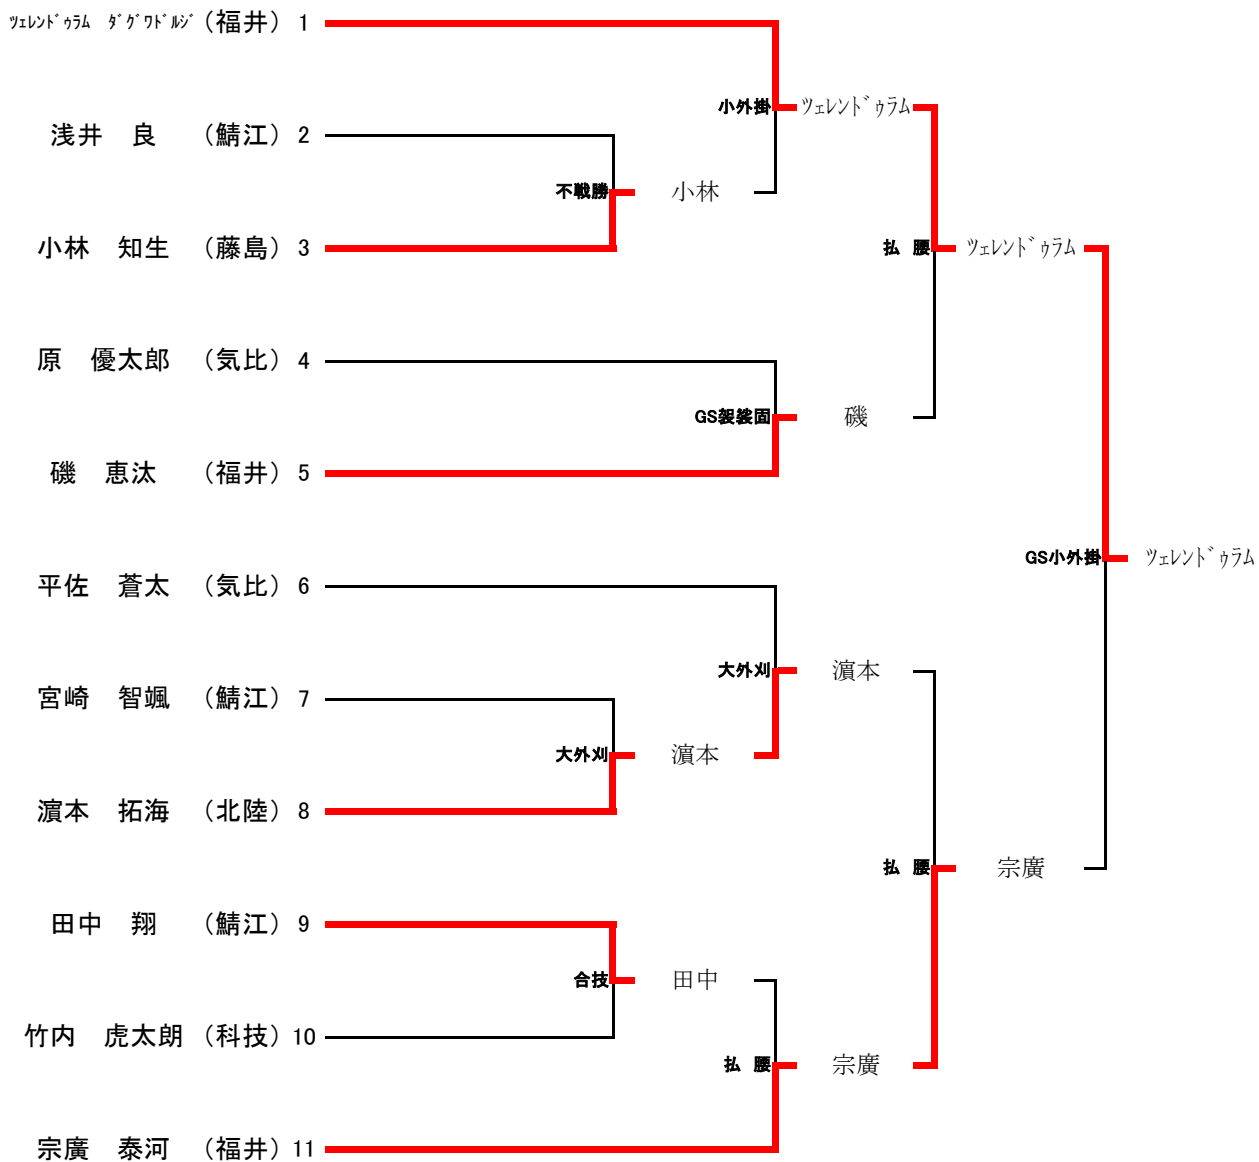 ﾂｪﾚﾝﾄﾞｩﾗﾑ　ﾀﾞｸﾞﾜﾄﾞﾙｼﾞ（福井） 1
小外掛 ﾂｪﾚﾝﾄﾞｩﾗﾑ
浅井　良　（鯖江） 2
不戦勝 小林
小林　知生　（藤島） 3
払 腰 ﾂｪﾚﾝﾄﾞｩﾗﾑ
原　優太郎　（気比） 4
GS袈裟固 磯
磯　恵汰　（福井） 5
GS小外掛 ﾂｪﾚﾝﾄﾞｩﾗﾑ
平佐　蒼太　（気比） 6
大外刈 濵本
宮崎　智颯　（鯖江） 7
大外刈 濵本
濵本　拓海　（北陸） 8
払 腰 宗廣
田中　翔　（鯖江） 9
合技 田中
竹内　虎太朗　（科技） 10
払 腰 宗廣
宗廣　泰河　（福井） 11